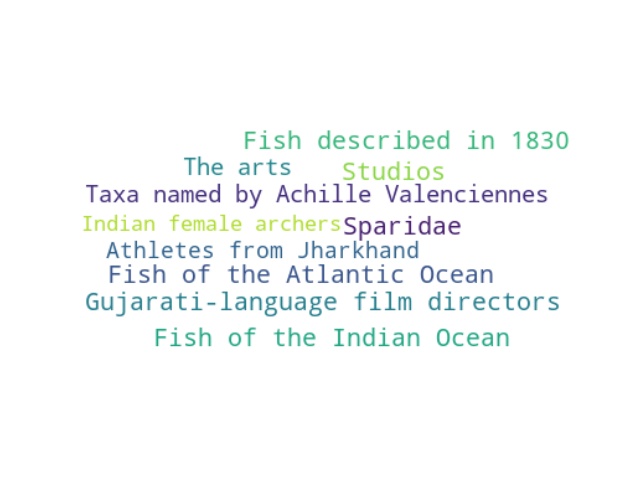 Fish described in 1830
The arts
Studios
Taxa named by Achille Valenciennes
Indian female archers
Sparidae
Athletes from Jharkhand
Fish of the Atlantic Ocean
Gujarati-language film directors
Fish of the Indian Ocean